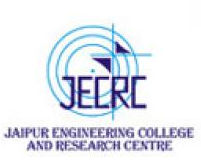 JECRC
JAIPUR ENGINEERING COLLEGE
AND RESEARCH CENTRE